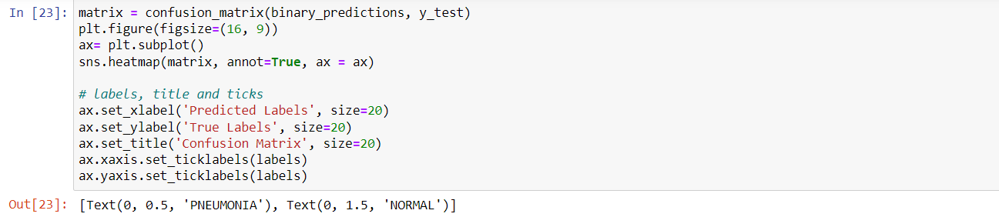 In [23]: matrix = confusion_matrix(binary_predictions, y_test)
plt.figure(figsize=(16, 9))
ax= plt.subplot()
sns.heatmap(matrix, annot=True, ax = ax)
# labels, title and ticks
ax.set_xlabel('Predicted Labels', size=20)
ax.set_ylabel('True Labels', size=20)
ax.set_title('Confusion Matrix', size=20)
ax.xaxis.set_ticklabels(labels)
ax.yaxis.set_ticklabels(labels)
Out[23]: [Text(0, 0.5, 'PNEUMONIA'), Text(0, 1.5, 'NORMAL')]